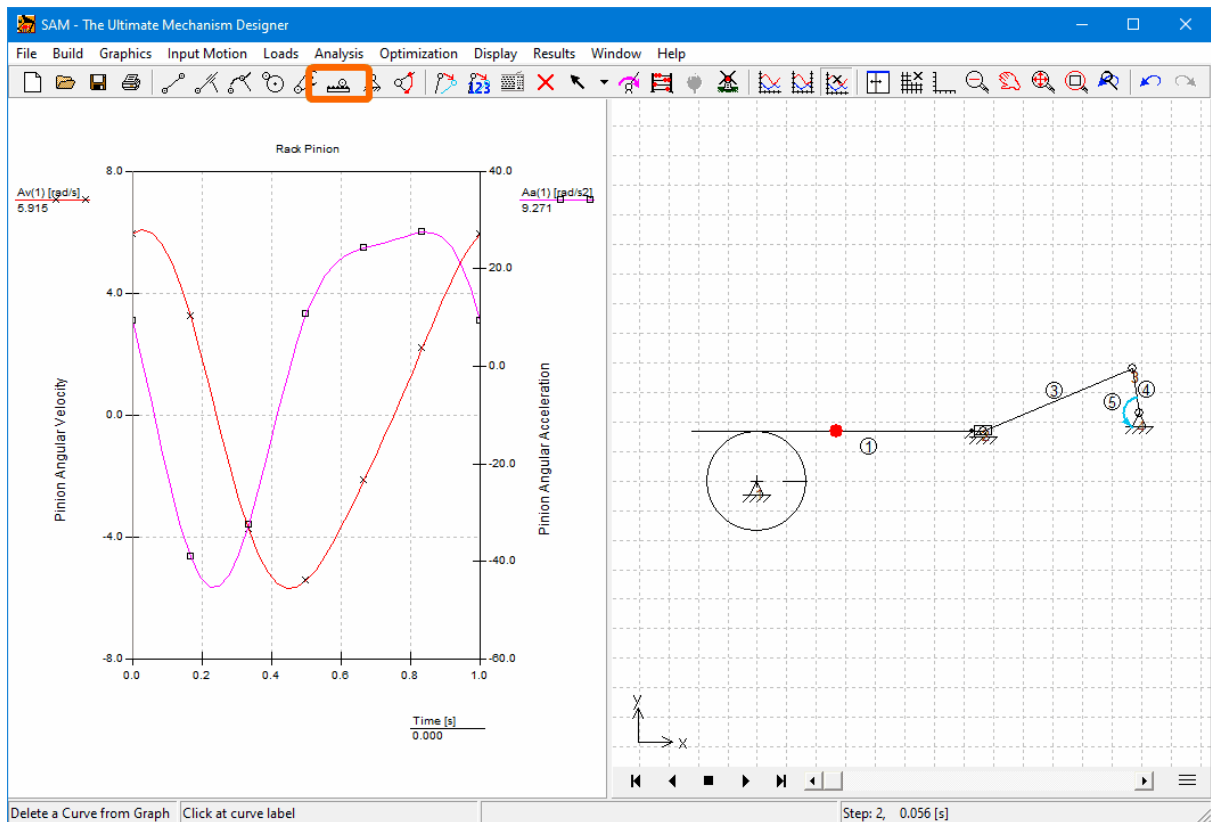 SAM - The Ultimate Mechanism Designer
File Build Graphics Input Motion Loads Analysis Optimization Display Results Window Help
123
Rack Pinion
Av(1) [rad/s]
5.915
Aa(1) [rad/s2]
9.271
8.0
4.0
0.0
-4.0
-8.0
40.0
20.0
0.0
-20.0
-40.0
-60.0
Pinion Angular Velocity
Pinion Angular Acceleration
0.0 0.2 0.4 0.6 0.8 1.0
Time [s]
0.000
3
4
5
1
y
x
Delete a Curve from Graph
Click at curve label
Step: 2, 0.056 [s]